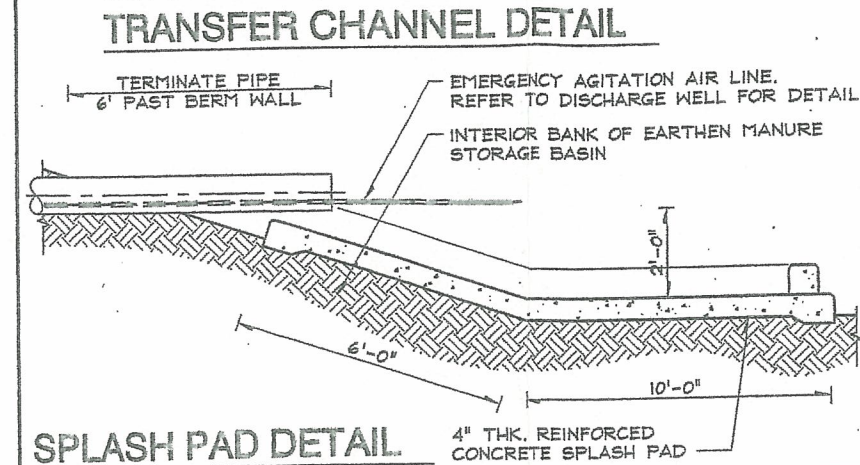 TRANSFER CHANNEL DETAIL
TERMINATE PIPE
6' PAST BERM WALL
EMERGENCY AGITATION AIR LINE.
REFER TO DISCHARGE WELL FOR DETAIL
INTERIOR BANK OF EARTHEN MANURE
STORAGE BASIN
2'-0"
6'-0"
10'-0"
SPLASH PAD DETAIL
4" THK. REINFORCED
CONCRETE SPLASH PAD